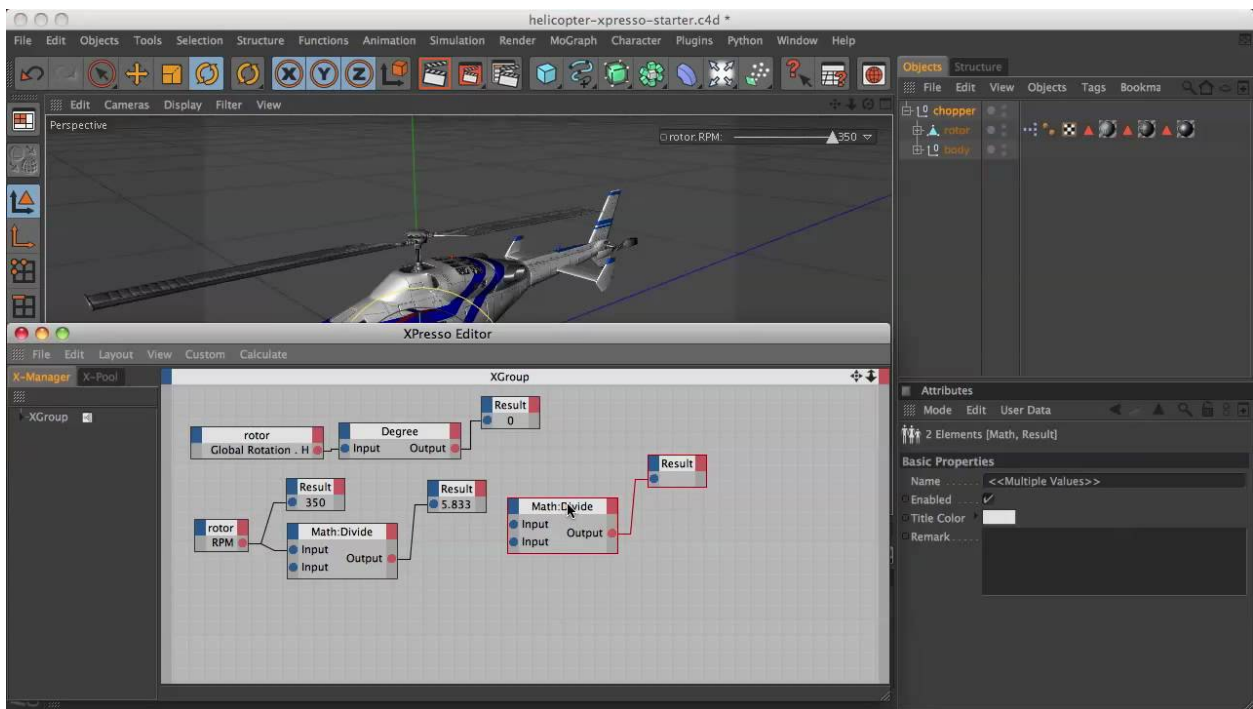 helicopter-xpresso-starter.c4d *
File Edit Objects Tools Selection Structure Functions Animation Simulation Render MoGraph Character Plugins Python Window Help
X Y Z
Objects Structure
File Edit View Objects Tags Bookma
Edit Cameras Display Filter View
Perspective
rotor.RPM: 350
chopper
rotor
body
XPresso Editor
File Edit Layout View Custom Calculate
X-Manager X-Pool
XGroup
XGroup
Result
0
rotor
Global Rotation . H
Degree
Input Output
Result
350
Result
5.833
Result
rotor
RPM
Math:Divide
Input
Output
Input
Math:Divide
Input
Output
Input
Attributes
Mode Edit User Data
2 Elements [Math, Result]
Basic Properties
Name ...... <<Multiple Values>>
Enabled ....
Title Color
Remark.....